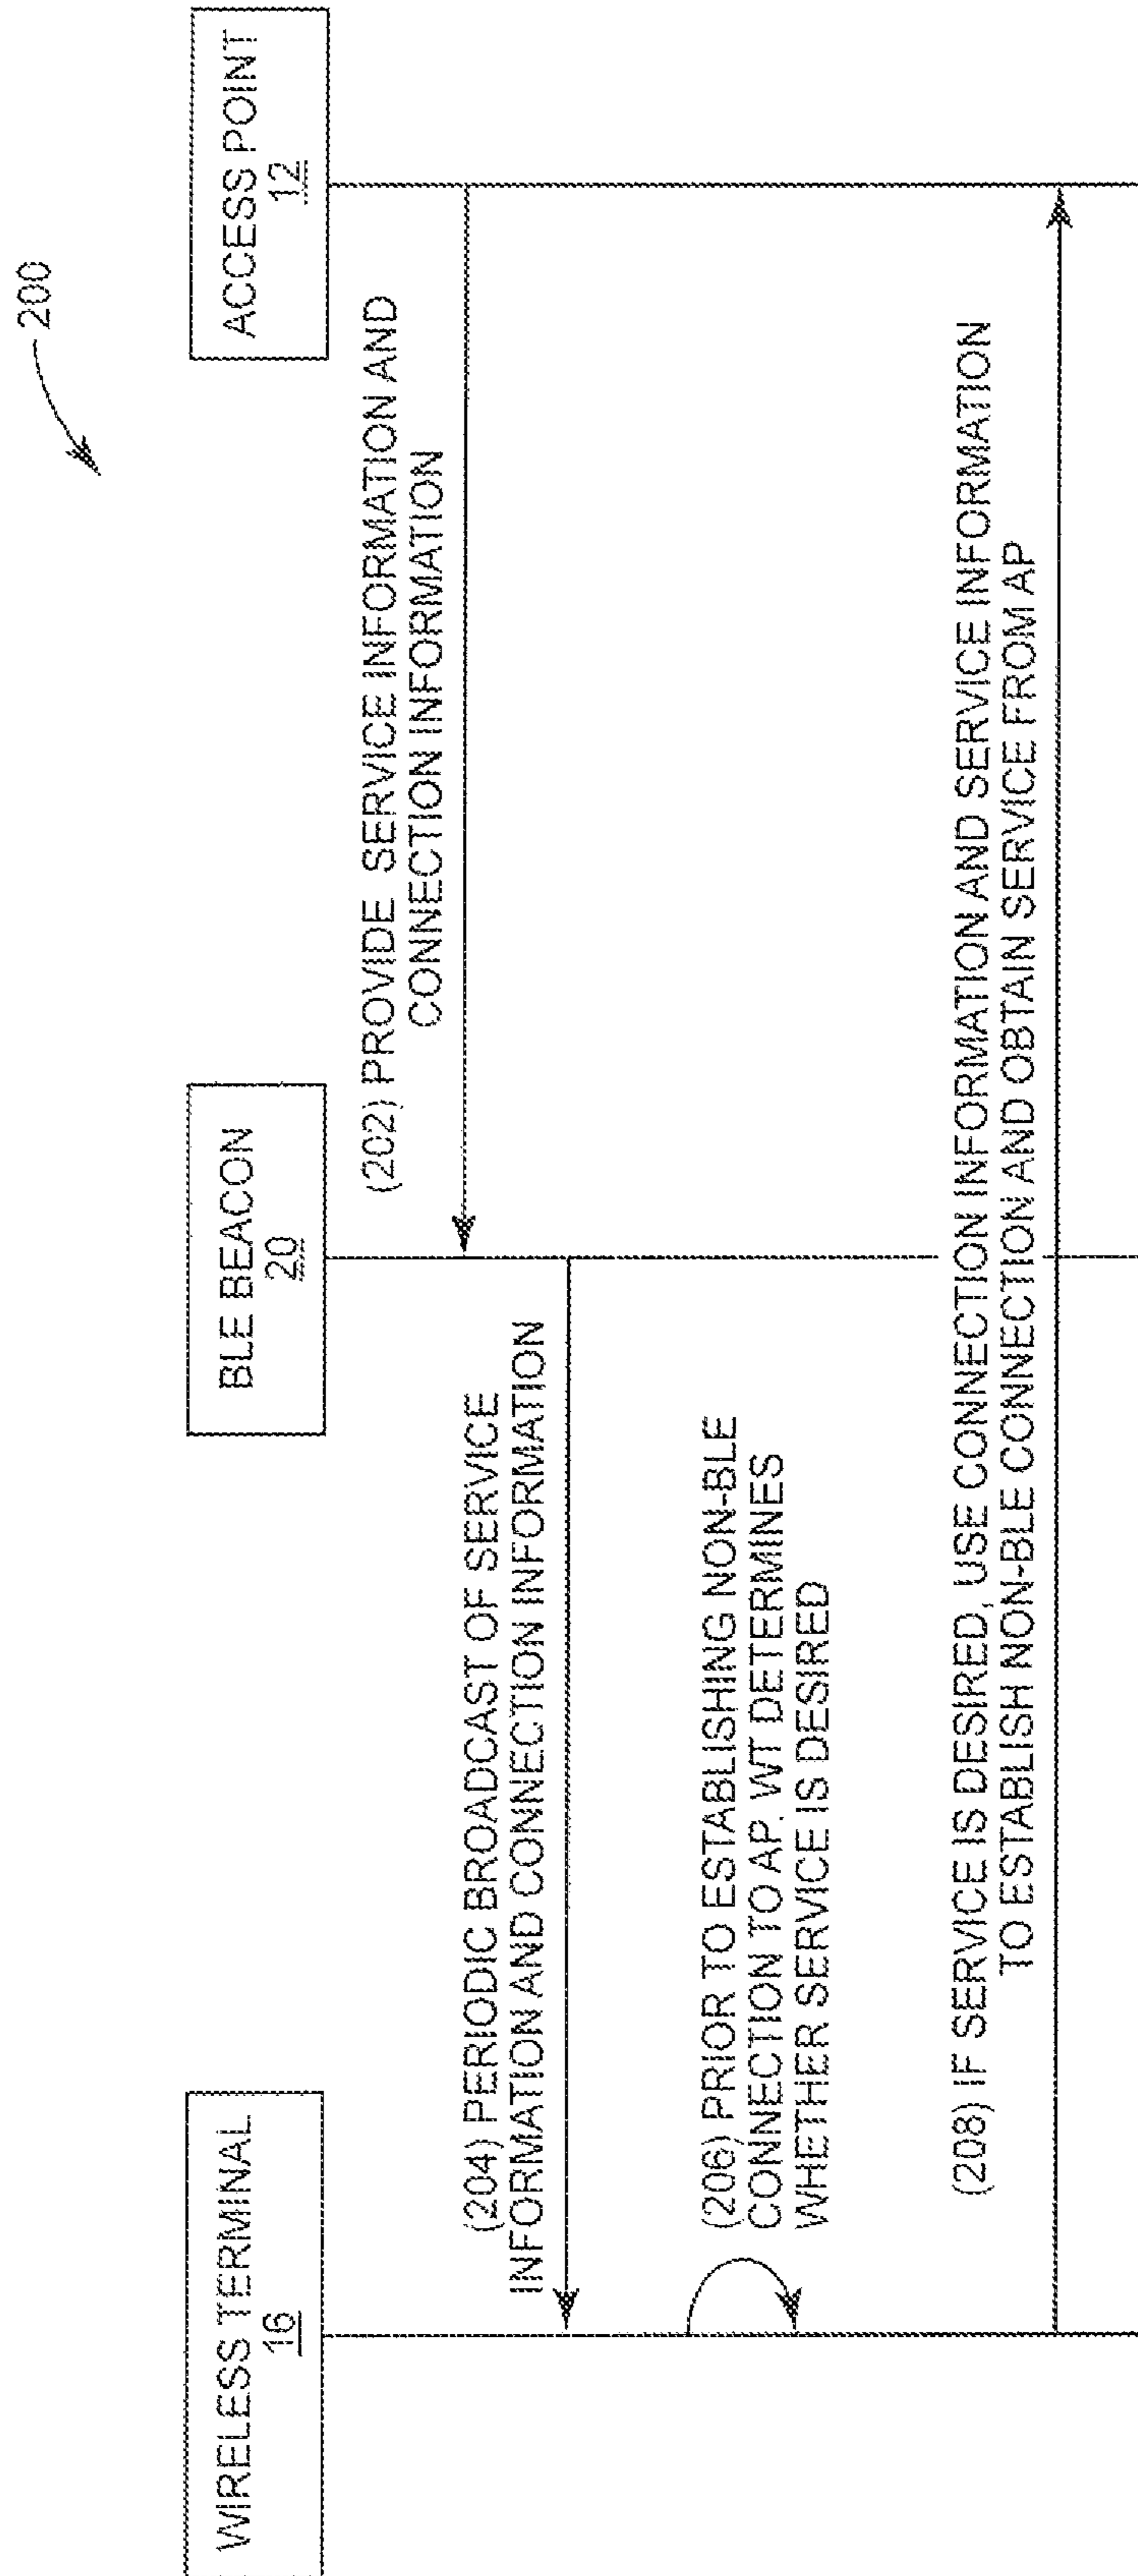 200
WIRELESS TERMINAL
16
BLE BEACON
20
ACCESS POINT
12
(202) PROVIDE SERVICE INFORMATION AND
CONNECTION INFORMATION
(204) PERIODIC BROADCAST OF SERVICE
INFORMATION AND CONNECTION INFORMATION
(206) PRIOR TO ESTABLISHING NON-BLE
CONNECTION TO AP, WT DETERMINES
WHETHER SERVICE IS DESIRED
(208) IF SERVICE IS DESIRED, USE CONNECTION INFORMATION AND SERVICE INFORMATION
TO ESTABLISH NON-BLE CONNECTION AND OBTAIN SERVICE FROM AP